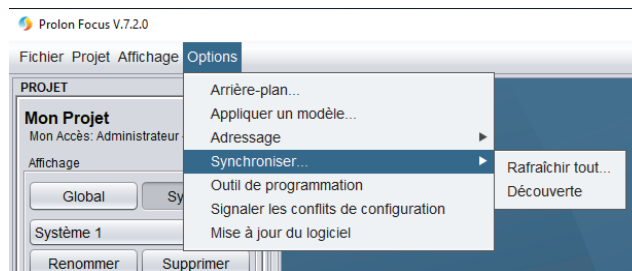 Prolon Focus V.7.2.0
Fichier Projet Affichage Options
PROJET
Mon Projet
Mon Accès: Administrateur
Affichage
Global Sy
Système 1
Renommer Supprimer
Arrière-plan...
Appliquer un modèle...
Adressage
Synchroniser...
Outil de programmation
Signaler les conflits de configuration
Mise à jour du logiciel
Rafraîchir tout...
Découverte